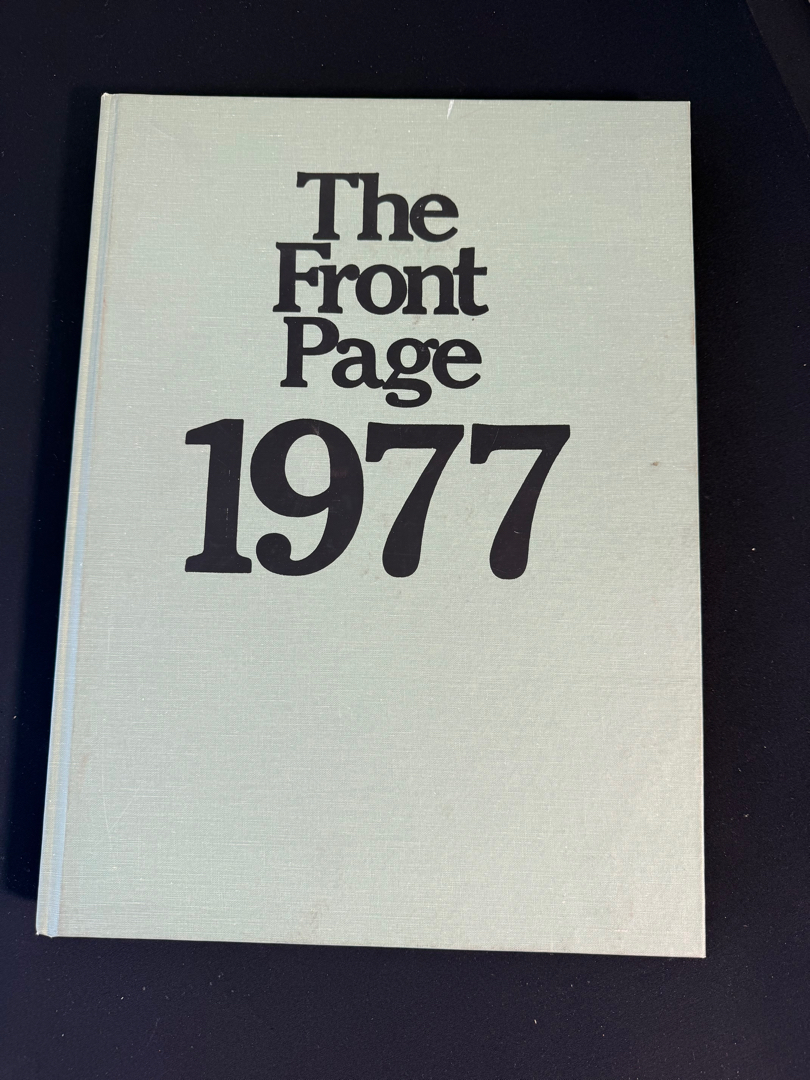 The
Front
Page
1977